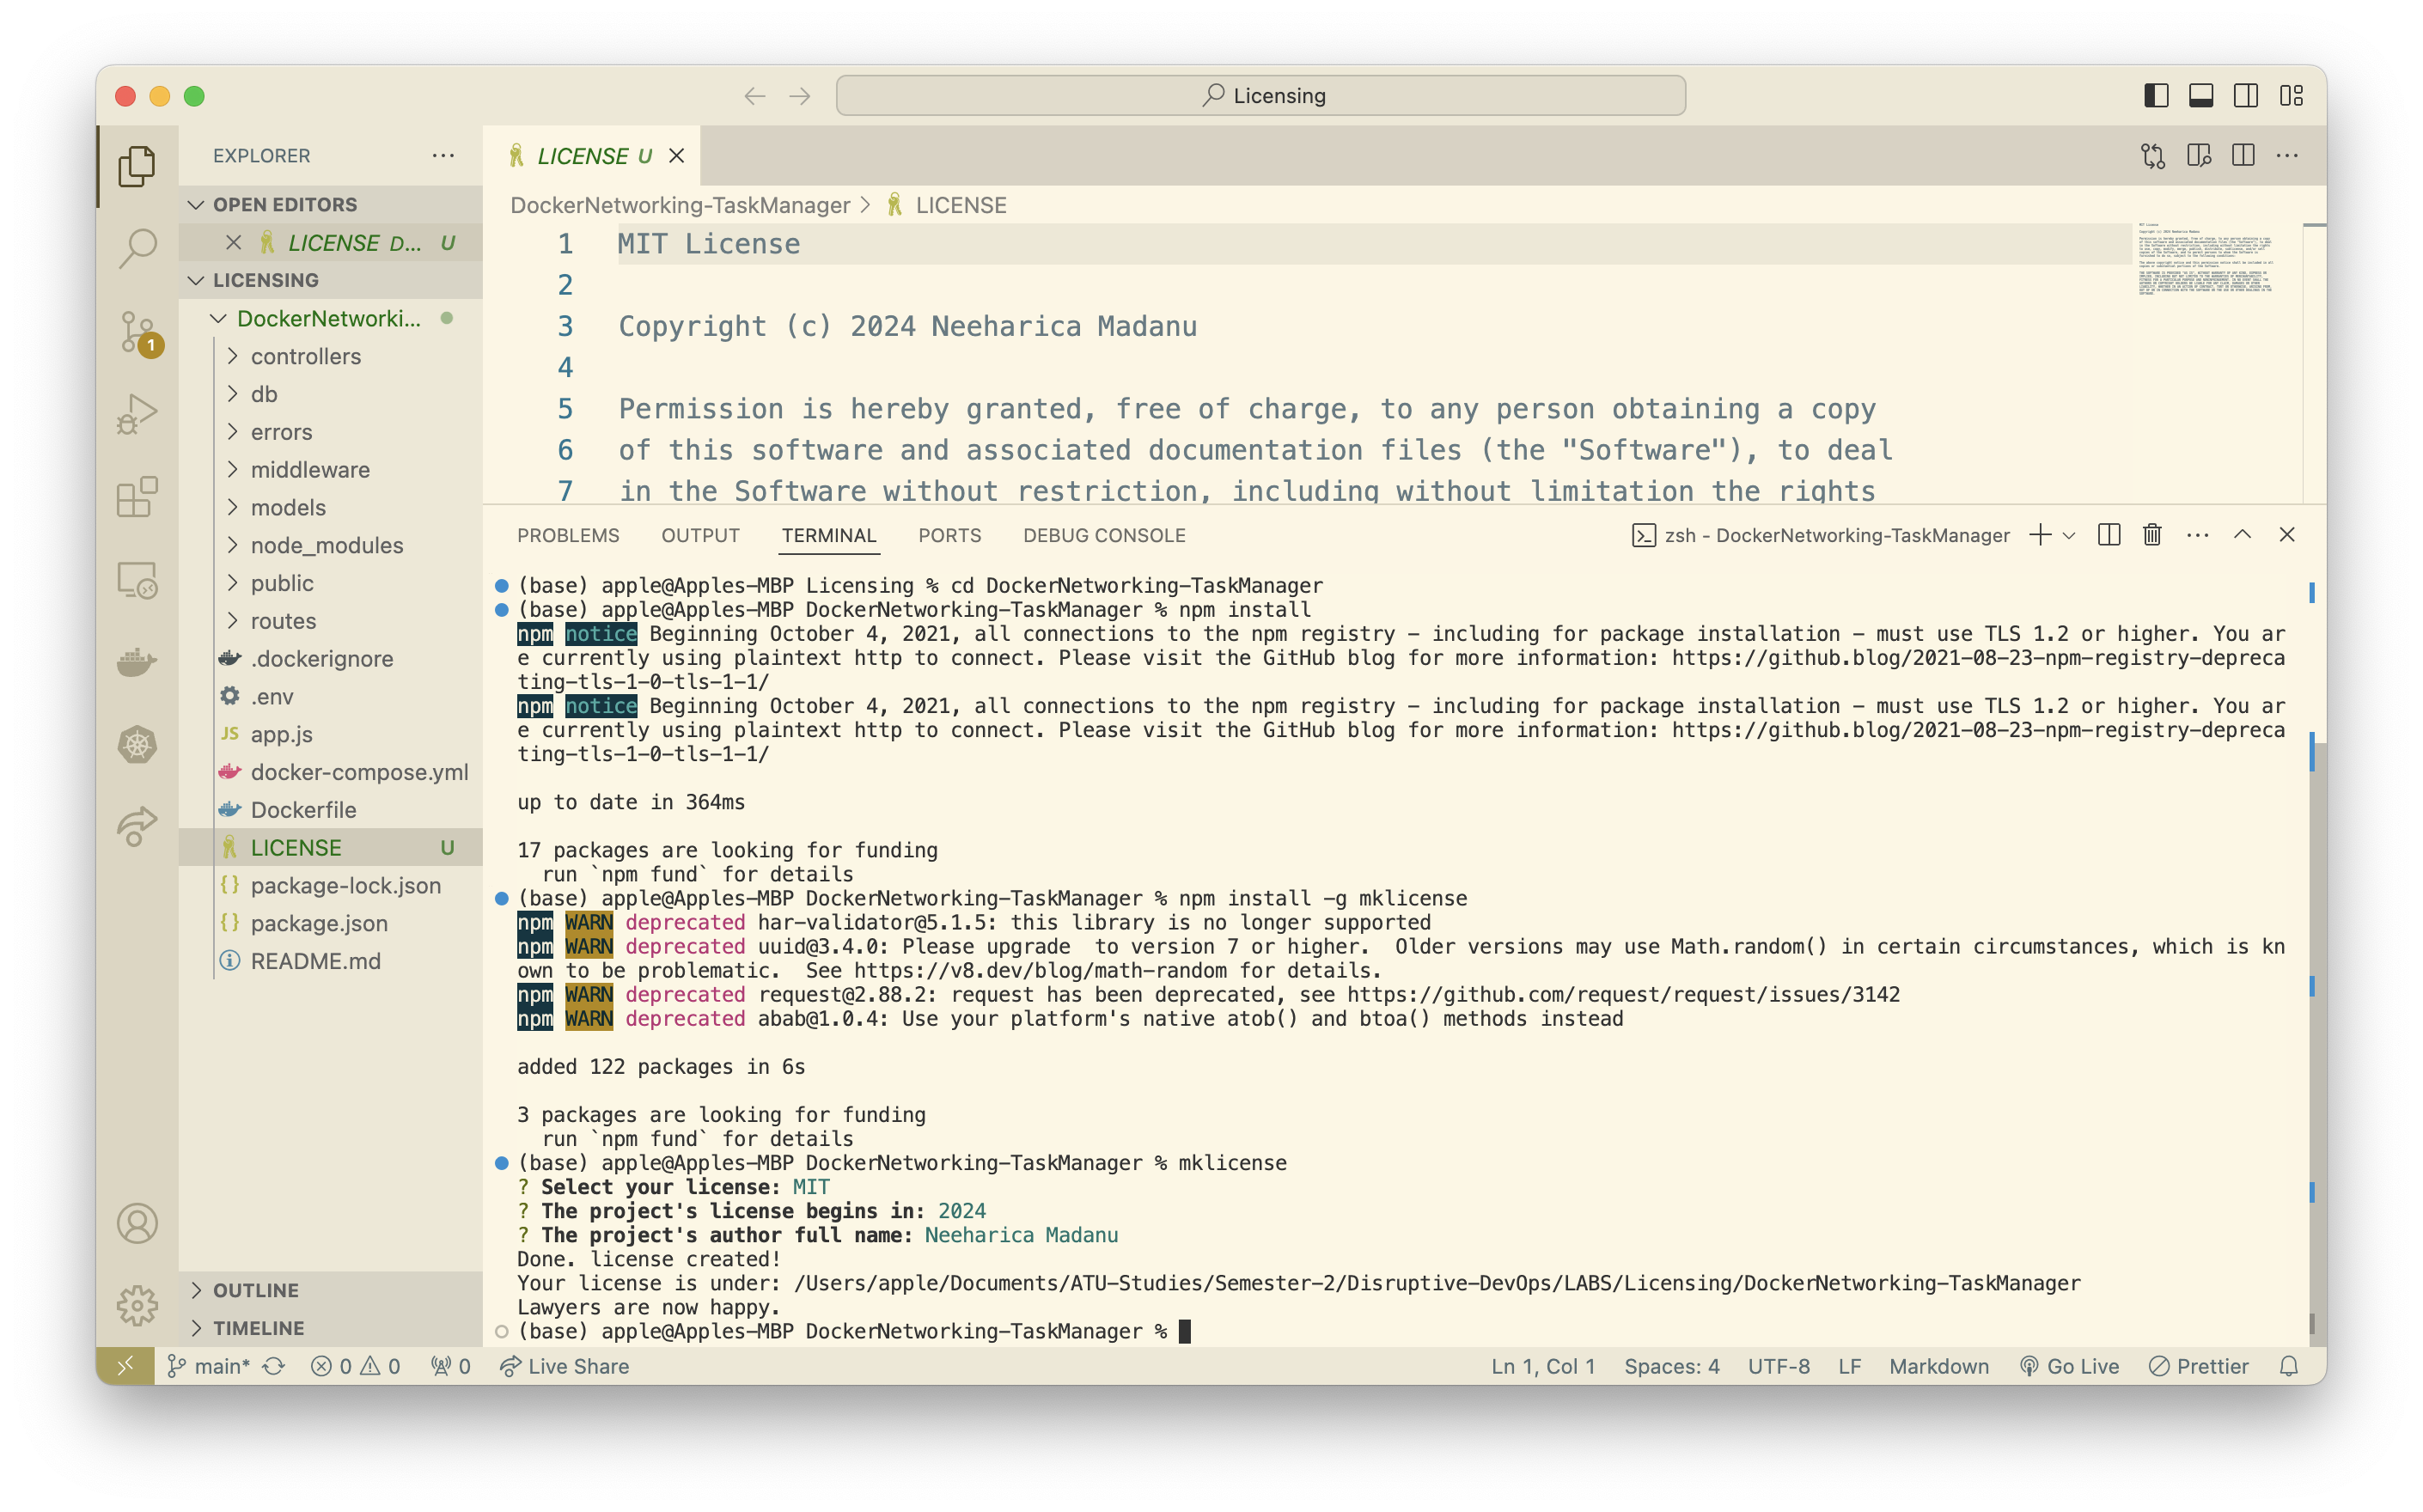 Licensing
EXPLORER
OPEN EDITORS
LICENSE D... U
LICENSING
DockerNetworki...
controllers
db
errors
middleware
models
node_modules
public
routes
.dockerignore
.env
JS app.js
docker-compose.yml
Dockerfile
LICENSE U
{} package-lock.json
{} package.json
README.md
OUTLINE
TIMELINE
1
LICENSE U
DockerNetworking-TaskManager > LICENSE
1 MIT License
2
3 Copyright (c) 2024 Neeharica Madanu
4
5 Permission is hereby granted, free of charge, to any person obtaining a copy
6 of this software and associated documentation files (the "Software"), to deal
7 in the Software without restriction, including without limitation the rights
PROBLEMS OUTPUT TERMINAL PORTS DEBUG CONSOLE
zsh - DockerNetworking-TaskManager
(base) apple@Apples-MBP Licensing % cd DockerNetworking-TaskManager
(base) apple@Apples-MBP DockerNetworking-TaskManager % npm install
npm notice Beginning October 4, 2021, all connections to the npm registry - including for package installation - must use TLS 1.2 or higher. You ar
e currently using plaintext http to connect. Please visit the GitHub blog for more information: https://github.blog/2021-08-23-npm-registry-depreca
ting-tls-1-0-tls-1-1/
npm notice Beginning October 4, 2021, all connections to the npm registry - including for package installation - must use TLS 1.2 or higher. You ar
e currently using plaintext http to connect. Please visit the GitHub blog for more information: https://github.blog/2021-08-23-npm-registry-depreca
ting-tls-1-0-tls-1-1/
up to date in 364ms
17 packages are looking for funding
run `npm fund` for details
(base) apple@Apples-MBP DockerNetworking-TaskManager % npm install -g mklicense
npm WARN deprecated har-validator@5.1.5: this library is no longer supported
npm WARN deprecated uuid@3.4.0: Please upgrade  to version 7 or higher.  Older versions may use Math.random() in certain circumstances, which is kn
own to be problematic.  See https://v8.dev/blog/math-random for details.
npm WARN deprecated request@2.88.2: request has been deprecated, see https://github.com/request/request/issues/3142
npm WARN deprecated abab@1.0.4: Use your platform's native atob() and btoa() methods instead
added 122 packages in 6s
3 packages are looking for funding
run `npm fund` for details
(base) apple@Apples-MBP DockerNetworking-TaskManager % mklicense
? Select your license: MIT
? The project's license begins in: 2024
? The project's author full name: Neeharica Madanu
Done. license created!
Your license is under: /Users/apple/Documents/ATU-Studies/Semester-2/Disruptive-DevOps/LABS/Licensing/DockerNetworking-TaskManager
Lawyers are now happy.
(base) apple@Apples-MBP DockerNetworking-TaskManager %
main* 0 0 0 Live Share Ln 1, Col 1 Spaces: 4 UTF-8 LF Markdown Go Live Prettier